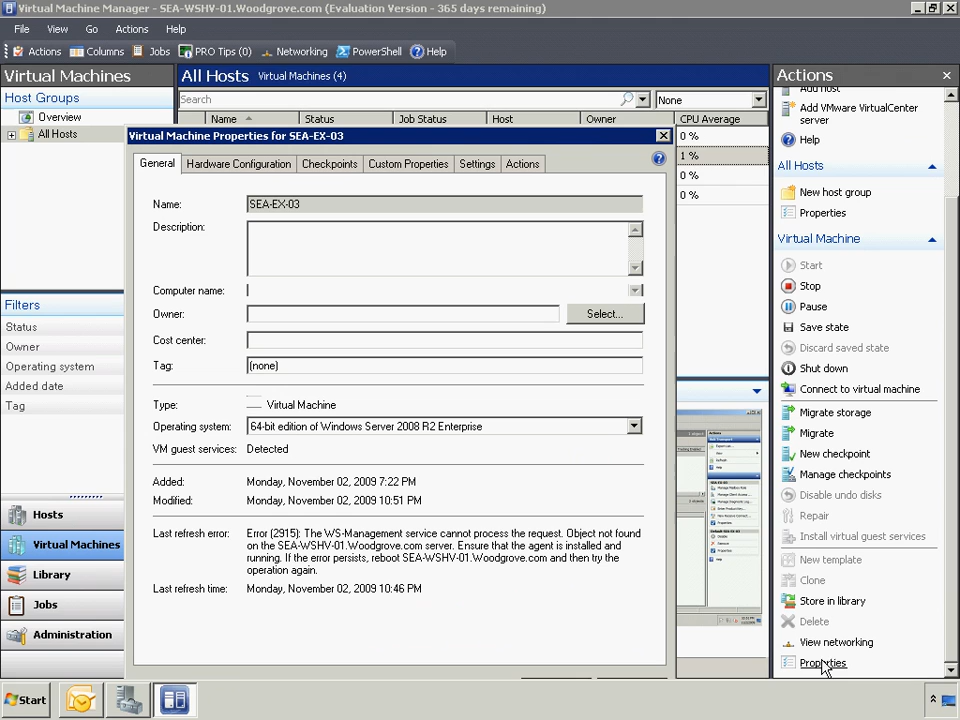 Virtual Machine Manager - SEA-WSHV-01.Woodgrove.com (Evaluation Version - 365 days remaining)
File View Go Actions Help
Actions Columns Jobs PRO Tips (0) Networking PowerShell Help
Virtual Machines
Host Groups
Overview
All Hosts
Filters
Status
Owner
Operating system
Added date
Tag
Hosts
Virtual Machines
Library
Jobs
Administration
All Hosts Virtual Machines (4)
Search None
Name Status Job Status Host Owner CPU Average
0 %
1 %
0 %
0 %
Virtual Machine Properties for SEA-EX-03
General Hardware Configuration Checkpoints Custom Properties Settings Actions
Name: SEA-EX-03
Description:
Computer name:
Owner: Select...
Cost center:
Tag: (none)
Type: Virtual Machine
Operating system: 64-bit edition of Windows Server 2008 R2 Enterprise
VM guest services: Detected
Added: Monday, November 02, 2009 7:22 PM
Modified: Monday, November 02, 2009 10:51 PM
Last refresh error: Error (2915): The WS-Management service cannot process the request. Object not found
on the SEA-WSHV-01.Woodgrove.com server. Ensure that the agent is installed and
running. If the error persists, reboot SEA-WSHV-01.Woodgrove.com and then try the
operation again.
Last refresh time: Monday, November 02, 2009 10:46 PM
Actions
Add host
Add VMware VirtualCenter
server
Help
All Hosts
New host group
Properties
Virtual Machine
Start
Stop
Pause
Save state
Discard saved state
Shut down
Connect to virtual machine
Migrate storage
Migrate
New checkpoint
Manage checkpoints
Disable undo disks
Repair
Install virtual guest services
New template
Clone
Store in library
Delete
View networking
Properties
Start